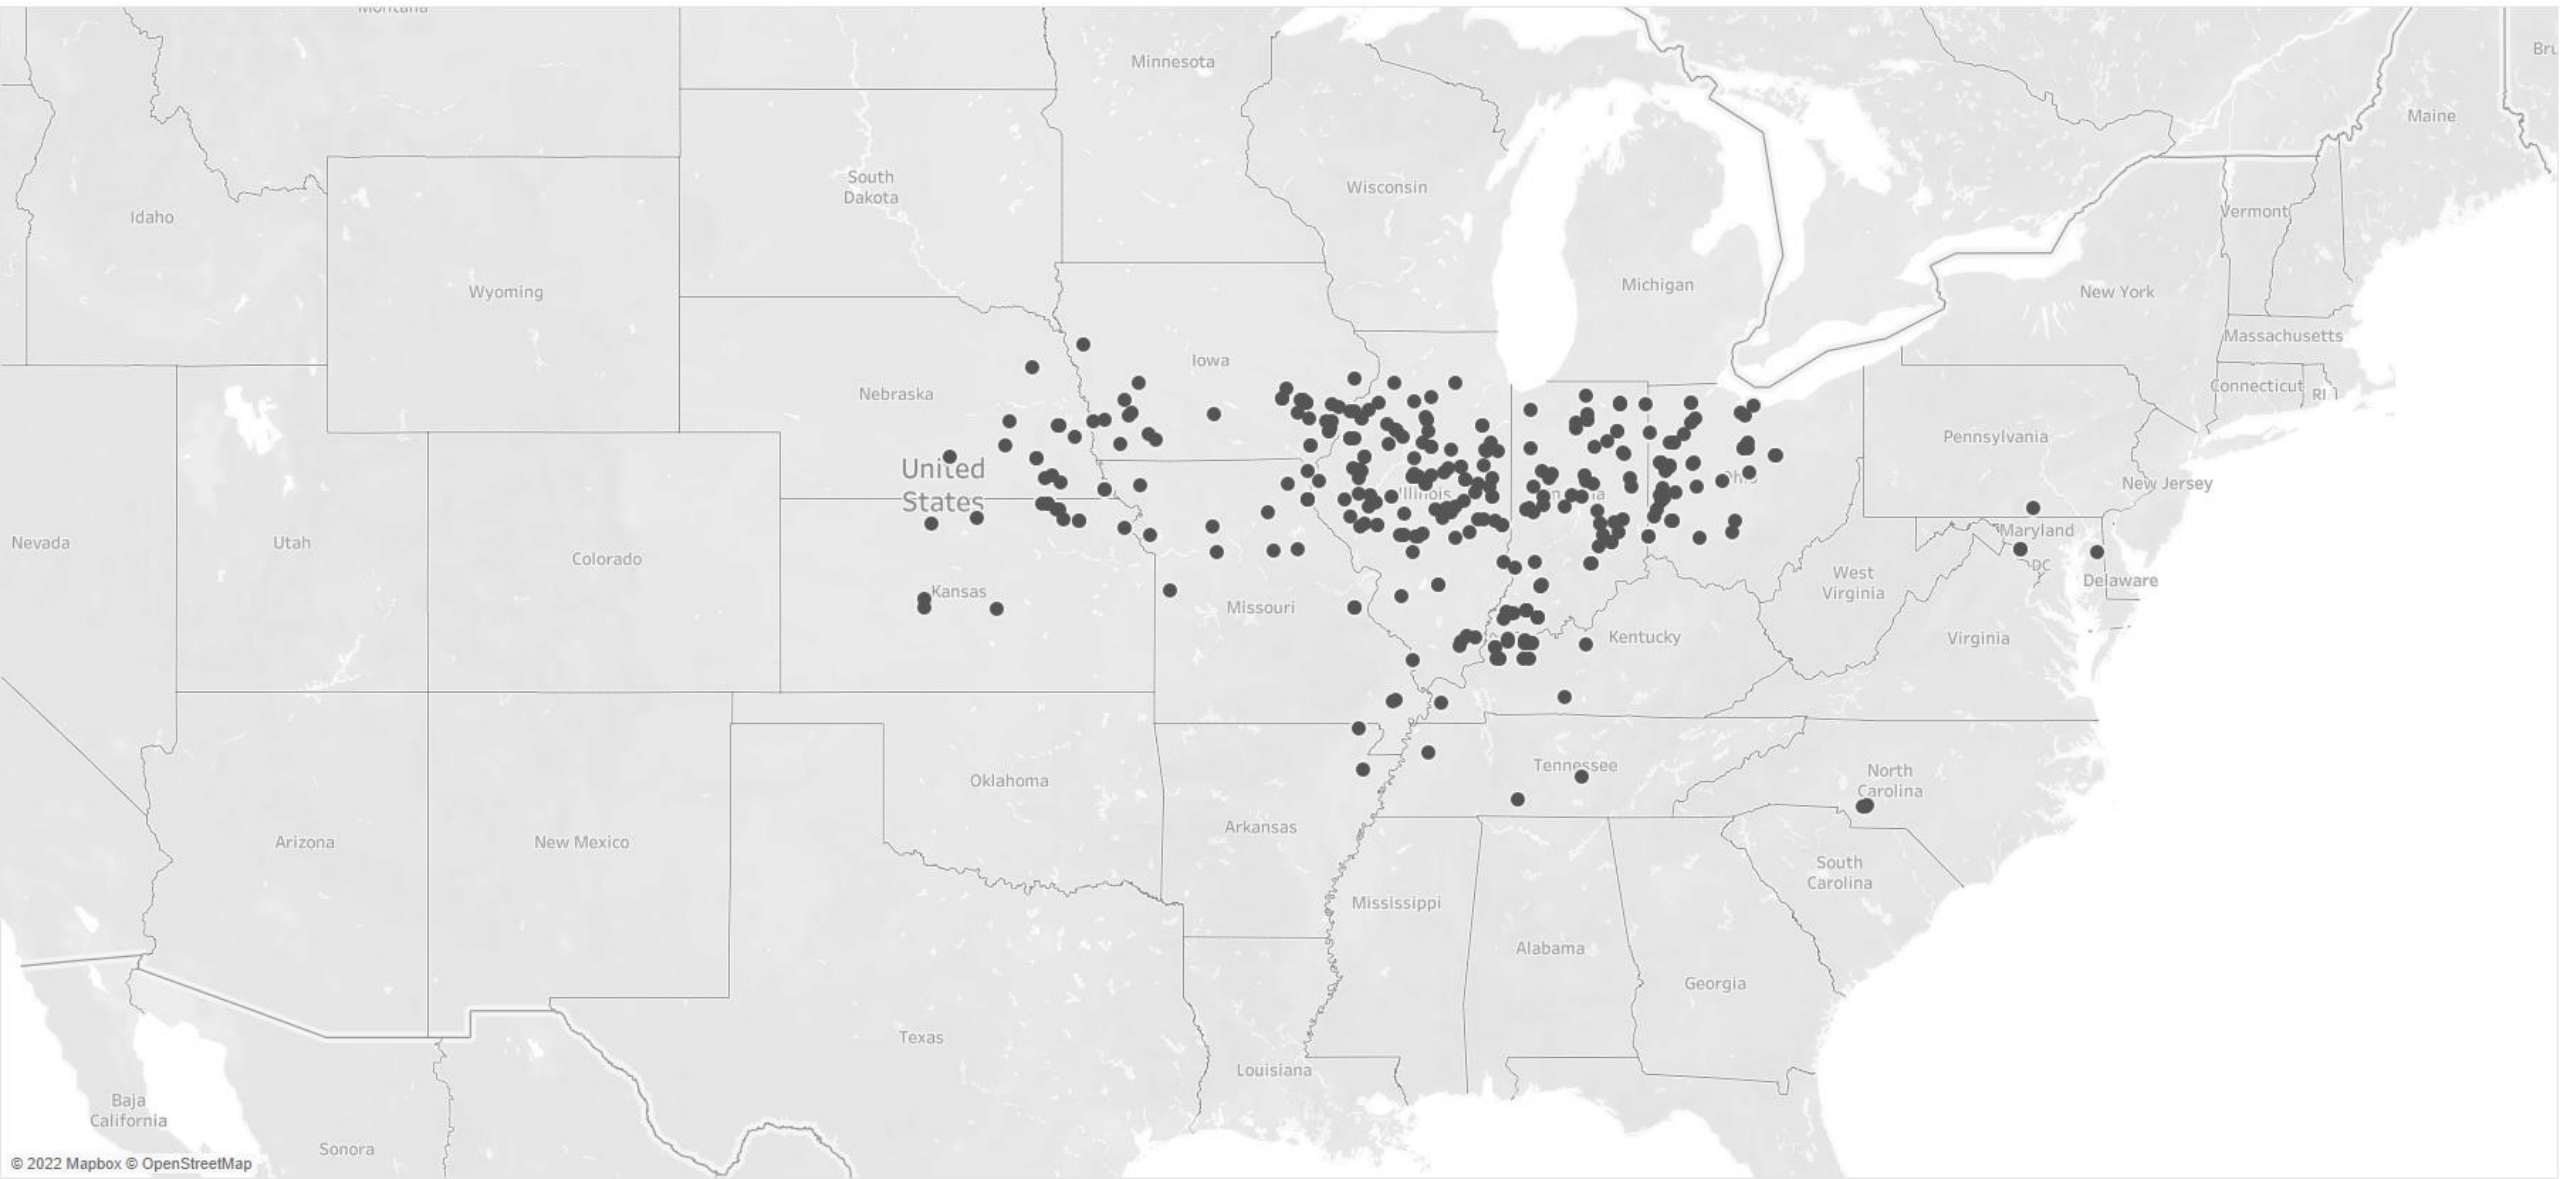 Montana
Minnesota
Bru
Maine
South
Dakota
Wisconsin
Idaho
Vermont
Michigan
Wyoming
New York
Massachusetts
Iowa
Connecticut
RI
Nebraska
Pennsylvania
United
States
Illinois
Ohio
New Jersey
Nevada
Utah
Maryland
Colorado
DC
West
Virginia
Delaware
Kansas
Missouri
Kentucky
Virginia
Oklahoma
Tennessee
North
Carolina
Arkansas
Arizona
New Mexico
South
Carolina
Mississippi
Alabama
Georgia
Texas
Louisiana
Baja
California
Sonora
© 2022 Mapbox © OpenStreetMap